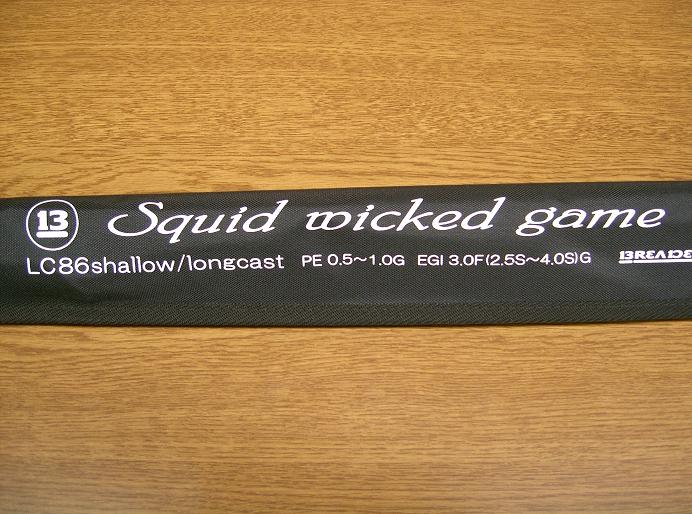 13 Squid wicked game
LC86shallow/longcast PE 0.5～1.0G EGI 3.0F(2.5S～4.0S)G